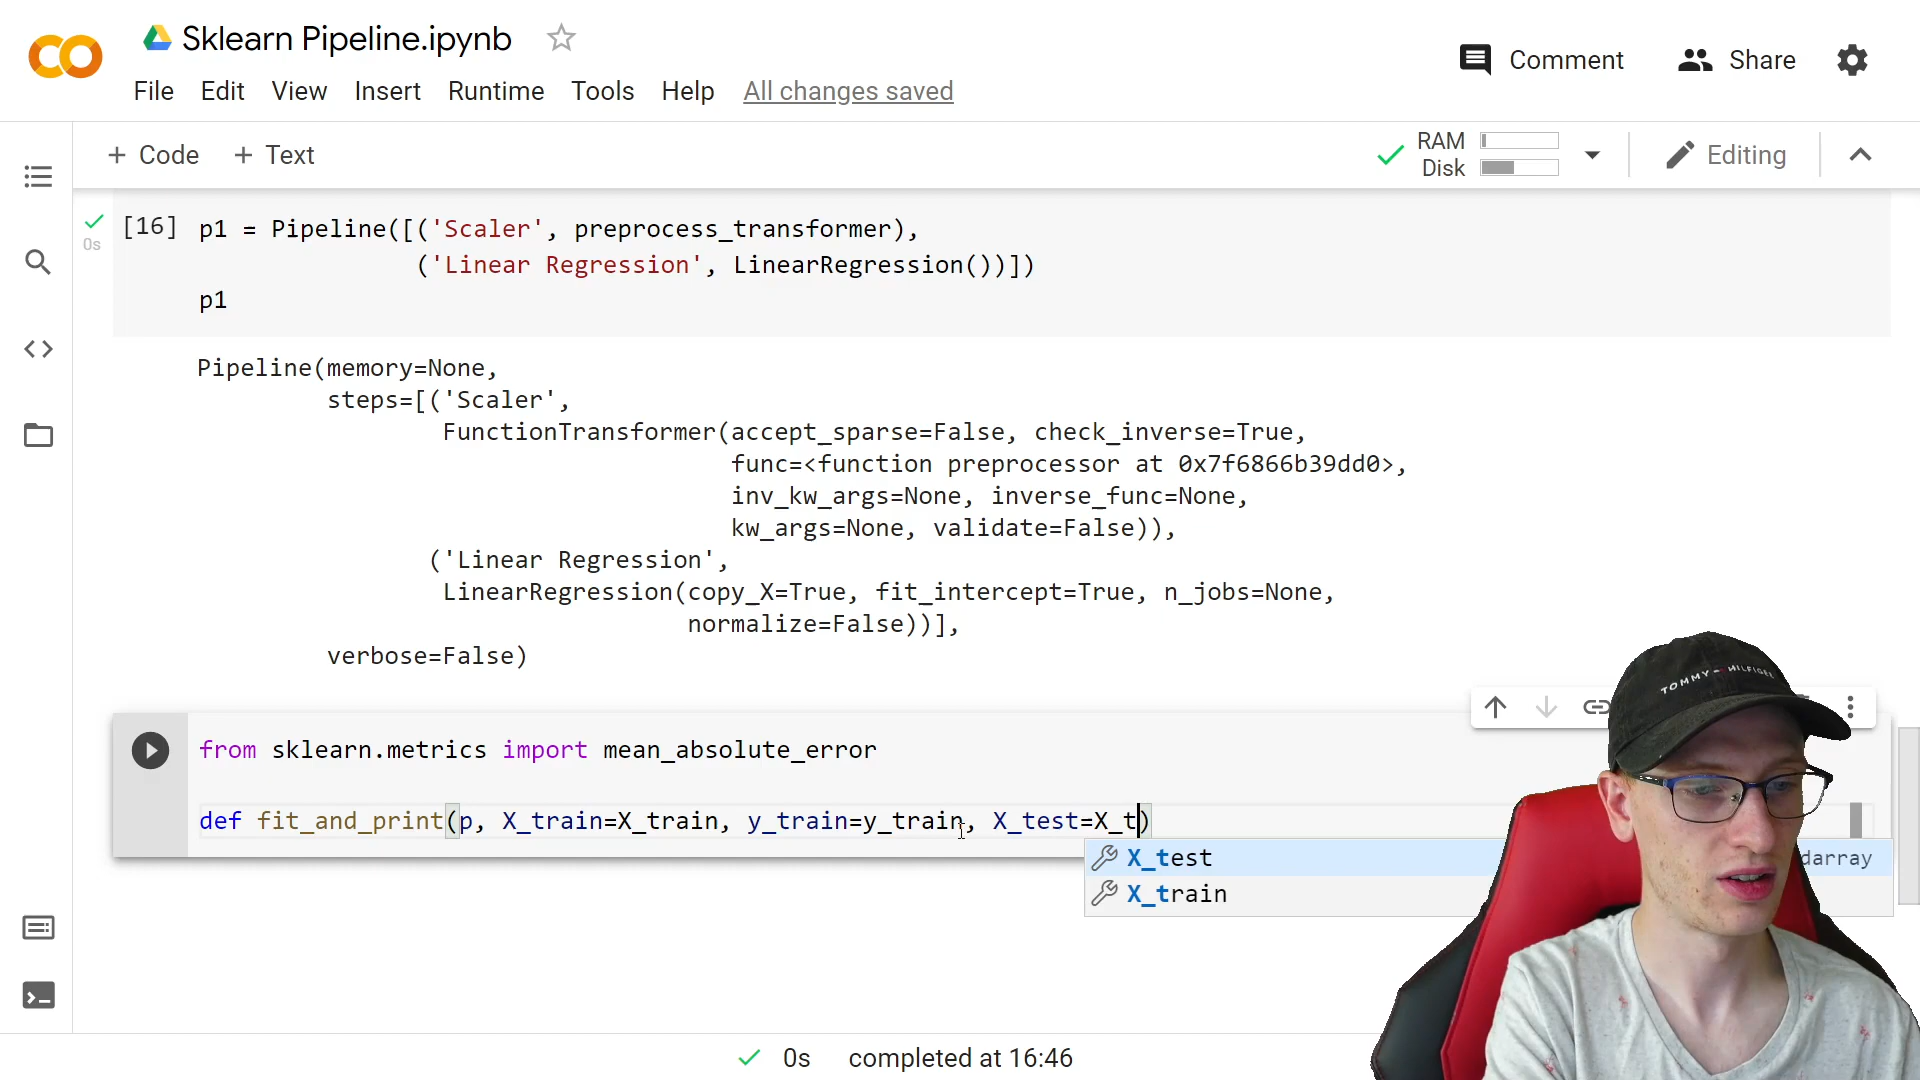 Sklearn Pipeline.ipynb
File Edit View Insert Runtime Tools Help All changes saved
Comment Share
+ Code + Text
RAM
Disk
Editing
[16] p1 = Pipeline([('Scaler', preprocess_transformer),
('Linear Regression', LinearRegression())])
p1
0s
Pipeline(memory=None,
steps=[('Scaler',
FunctionTransformer(accept_sparse=False, check_inverse=True,
func=<function preprocessor at 0x7f6866b39dd0>,
inv_kw_args=None, inverse_func=None,
kw_args=None, validate=False)),
('Linear Regression',
LinearRegression(copy_X=True, fit_intercept=True, n_jobs=None,
normalize=False))],
verbose=False)
from sklearn.metrics import mean_absolute_error
def fit_and_print(p, X_train=X_train, y_train=y_train, X_test=X_t)
X_test darray
X_train
TOMMY HILFIGER
0s completed at 16:46